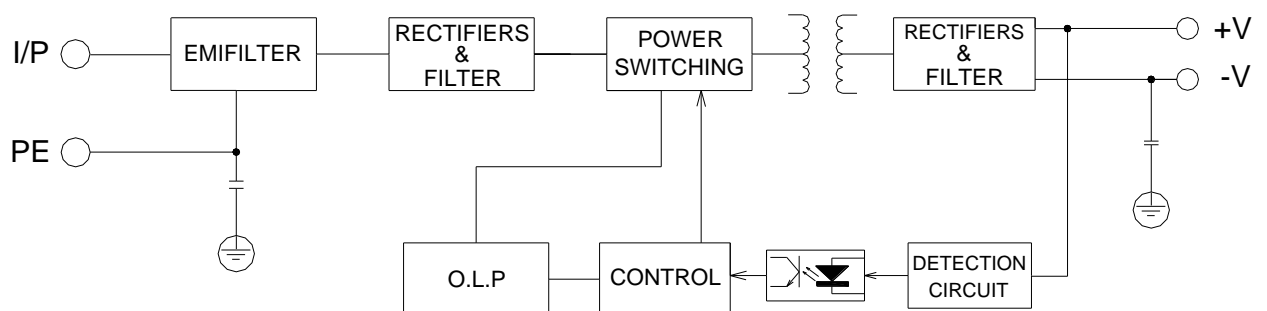 I/P
EMIFILTER
RECTIFIERS
&
FILTER
POWER
SWITCHING
RECTIFIERS
&
FILTER
+V
-V
PE
O.L.P
CONTROL
DETECTION
CIRCUIT